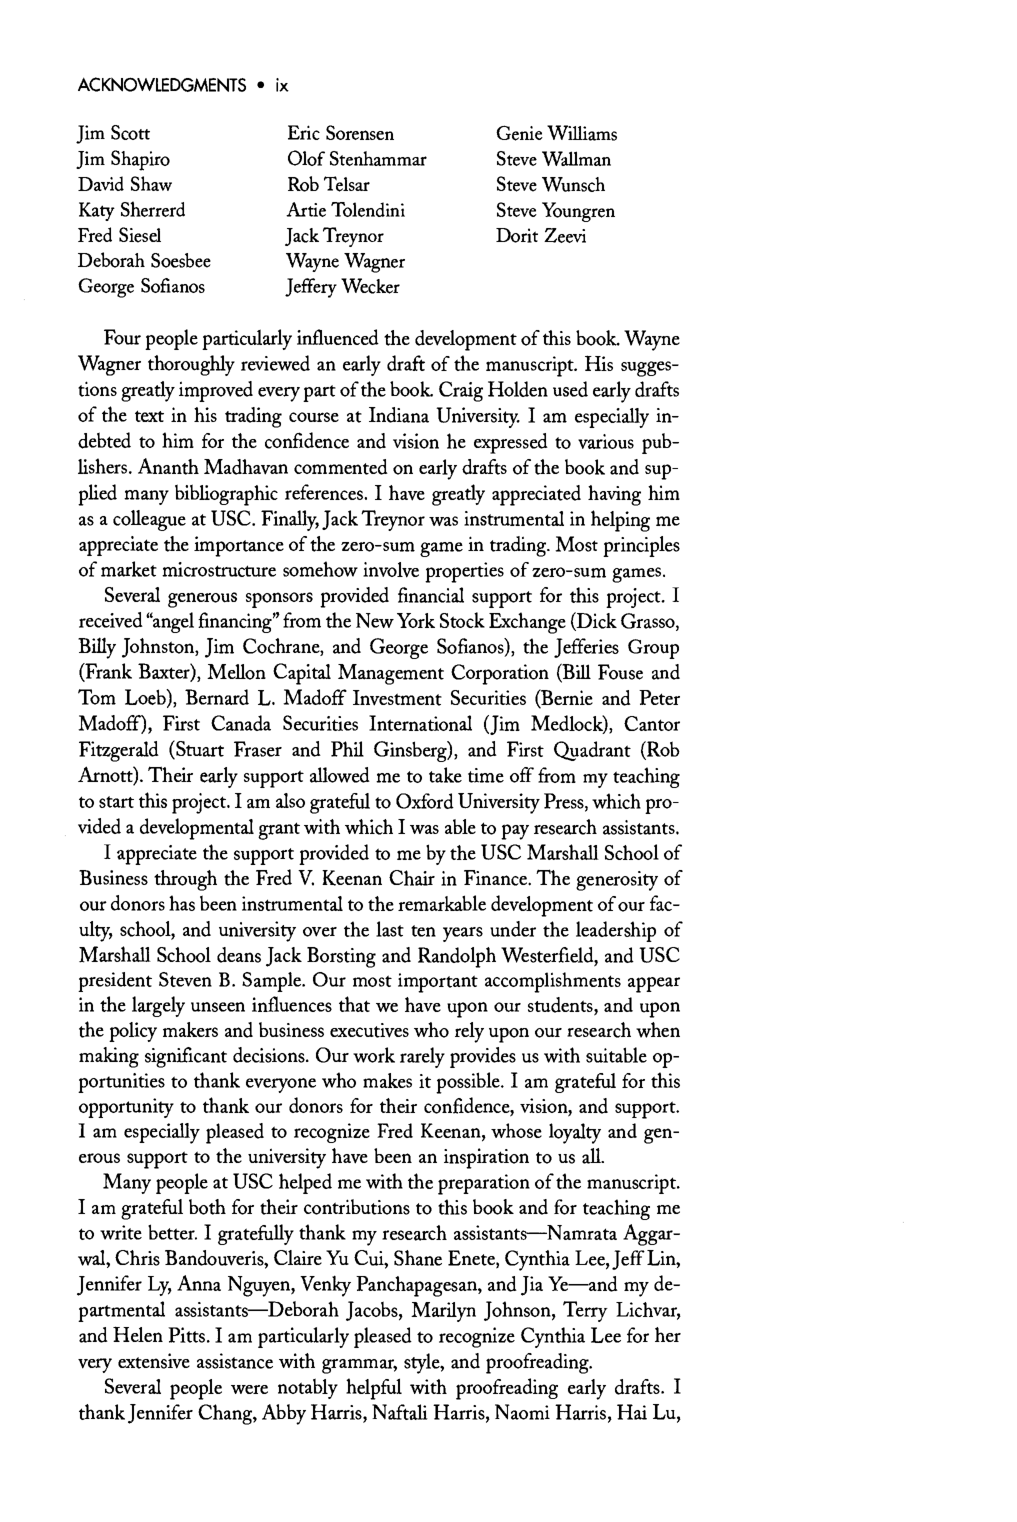 ACKNOWLEDGMENTS • ix
Jim Scott
Jim Shapiro
David Shaw
Katy Sherrerd
Fred Siesel
Deborah Soesbee
George Sofianos
Eric Sorensen
Olof Stenhammar
Rob Telsar
Artie Tolendini
Jack Treynor
Wayne Wagner
Jeffery Wecker
Genie Williams
Steve Wallman
Steve Wunsch
Steve Youngren
Dorit Zeevi
Four people particularly influenced the development of this book. Wayne
Wagner thoroughly reviewed an early draft of the manuscript. His sugges-
tions greatly improved every part of the book. Craig Holden used early drafts
of the text in his trading course at Indiana University. I am especially in-
debted to him for the confidence and vision he expressed to various pub-
lishers. Ananth Madhavan commented on early drafts of the book and sup-
plied many bibliographic references. I have greatly appreciated having him
as a colleague at USC. Finally, Jack Treynor was instrumental in helping me
appreciate the importance of the zero-sum game in trading. Most principles
of market microstructure somehow involve properties of zero-sum games.
Several generous sponsors provided financial support for this project. I
received “angel financing” from the New York Stock Exchange (Dick Grasso,
Billy Johnston, Jim Cochrane, and George Sofianos), the Jefferies Group
(Frank Baxter), Mellon Capital Management Corporation (Bill Fouse and
Tom Loeb), Bernard L. Madoff Investment Securities (Bernie and Peter
Madoff), First Canada Securities International (Jim Medlock), Cantor
Fitzgerald (Stuart Fraser and Phil Ginsberg), and First Quadrant (Rob
Arnott). Their early support allowed me to take time off from my teaching
to start this project. I am also grateful to Oxford University Press, which pro-
vided a developmental grant with which I was able to pay research assistants.
I appreciate the support provided to me by the USC Marshall School of
Business through the Fred V. Keenan Chair in Finance. The generosity of
our donors has been instrumental to the remarkable development of our fac-
ulty, school, and university over the last ten years under the leadership of
Marshall School deans Jack Borsting and Randolph Westerfield, and USC
president Steven B. Sample. Our most important accomplishments appear
in the largely unseen influences that we have upon our students, and upon
the policy makers and business executives who rely upon our research when
making significant decisions. Our work rarely provides us with suitable op-
portunities to thank everyone who makes it possible. I am grateful for this
opportunity to thank our donors for their confidence, vision, and support.
I am especially pleased to recognize Fred Keenan, whose loyalty and gen-
erous support to the university have been an inspiration to us all.
Many people at USC helped me with the preparation of the manuscript.
I am grateful both for their contributions to this book and for teaching me
to write better. I gratefully thank my research assistants—Namrata Aggar-
wal, Chris Bandouveris, Claire Yu Cui, Shane Enete, Cynthia Lee, Jeff Lin,
Jennifer Ly, Anna Nguyen, Venky Panchapagesan, and Jia Ye—and my de-
partmental assistants—Deborah Jacobs, Marilyn Johnson, Terry Lichvar,
and Helen Pitts. I am particularly pleased to recognize Cynthia Lee for her
very extensive assistance with grammar, style, and proofreading.
Several people were notably helpful with proofreading early drafts. I
thank Jennifer Chang, Abby Harris, Naftali Harris, Naomi Harris, Hai Lu,